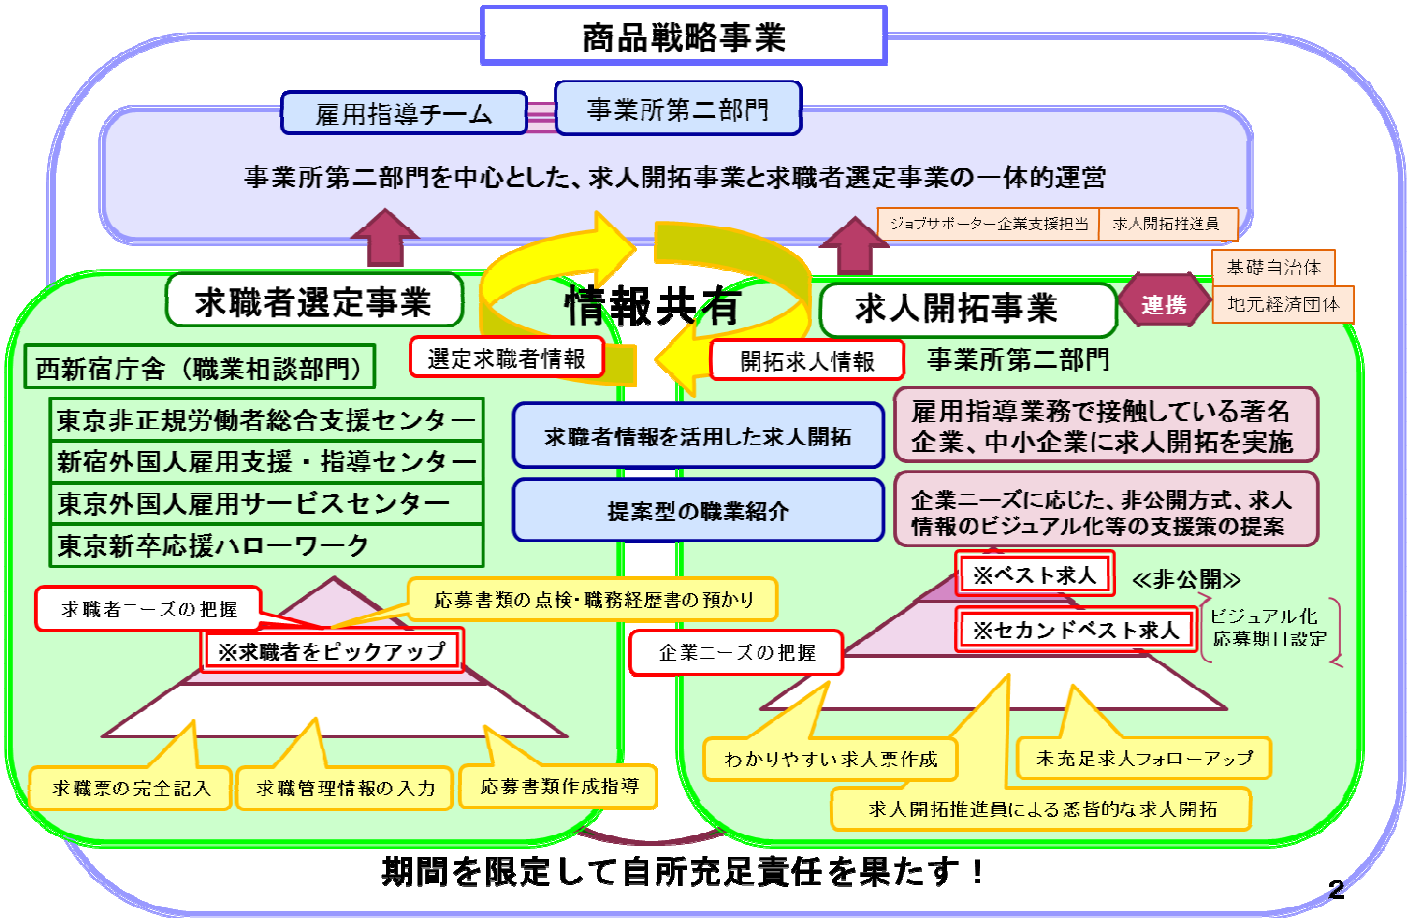 商品戦略事業
雇用指導チーム
事業所第二部門
事業所第二部門を中心とした、求人開拓事業と求職者選定事業の一体的運営
ジョブサポーター企業支援担当
求人開拓推進員
基礎自治体
地元経済団体
連携
求職者選定事業
情報共有
求人開拓事業
選定求職者情報
開拓求人情報
事業所第二部門
西新宿庁舎（職業相談部門）
東京非正規労働者総合支援センター
新宿外国人雇用支援・指導センター
東京外国人雇用サービスセンター
東京新卒応援ハローワーク
求職者情報を活用した求人開拓
提案型の職業紹介
雇用指導業務で接触している著名
企業、中小企業に求人開拓を実施
企業ニーズに応じた、非公開方式、求人
情報のビジュアル化等の支援策の提案
求職者ニーズの把握
応募書類の点検・職務経歴書の預かり
※求職者をピックアップ
求職票の完全記入
求職管理情報の入力
応募書類作成指導
※ベスト求人
≪非公開≫
※セカンドベスト求人
ビジュアル化
応募期日設定
企業ニーズの把握
わかりやすい求人票作成
未充足求人フォローアップ
求人開拓推進員による悉皆的な求人開拓
期間を限定して自所充足責任を果たす！
2